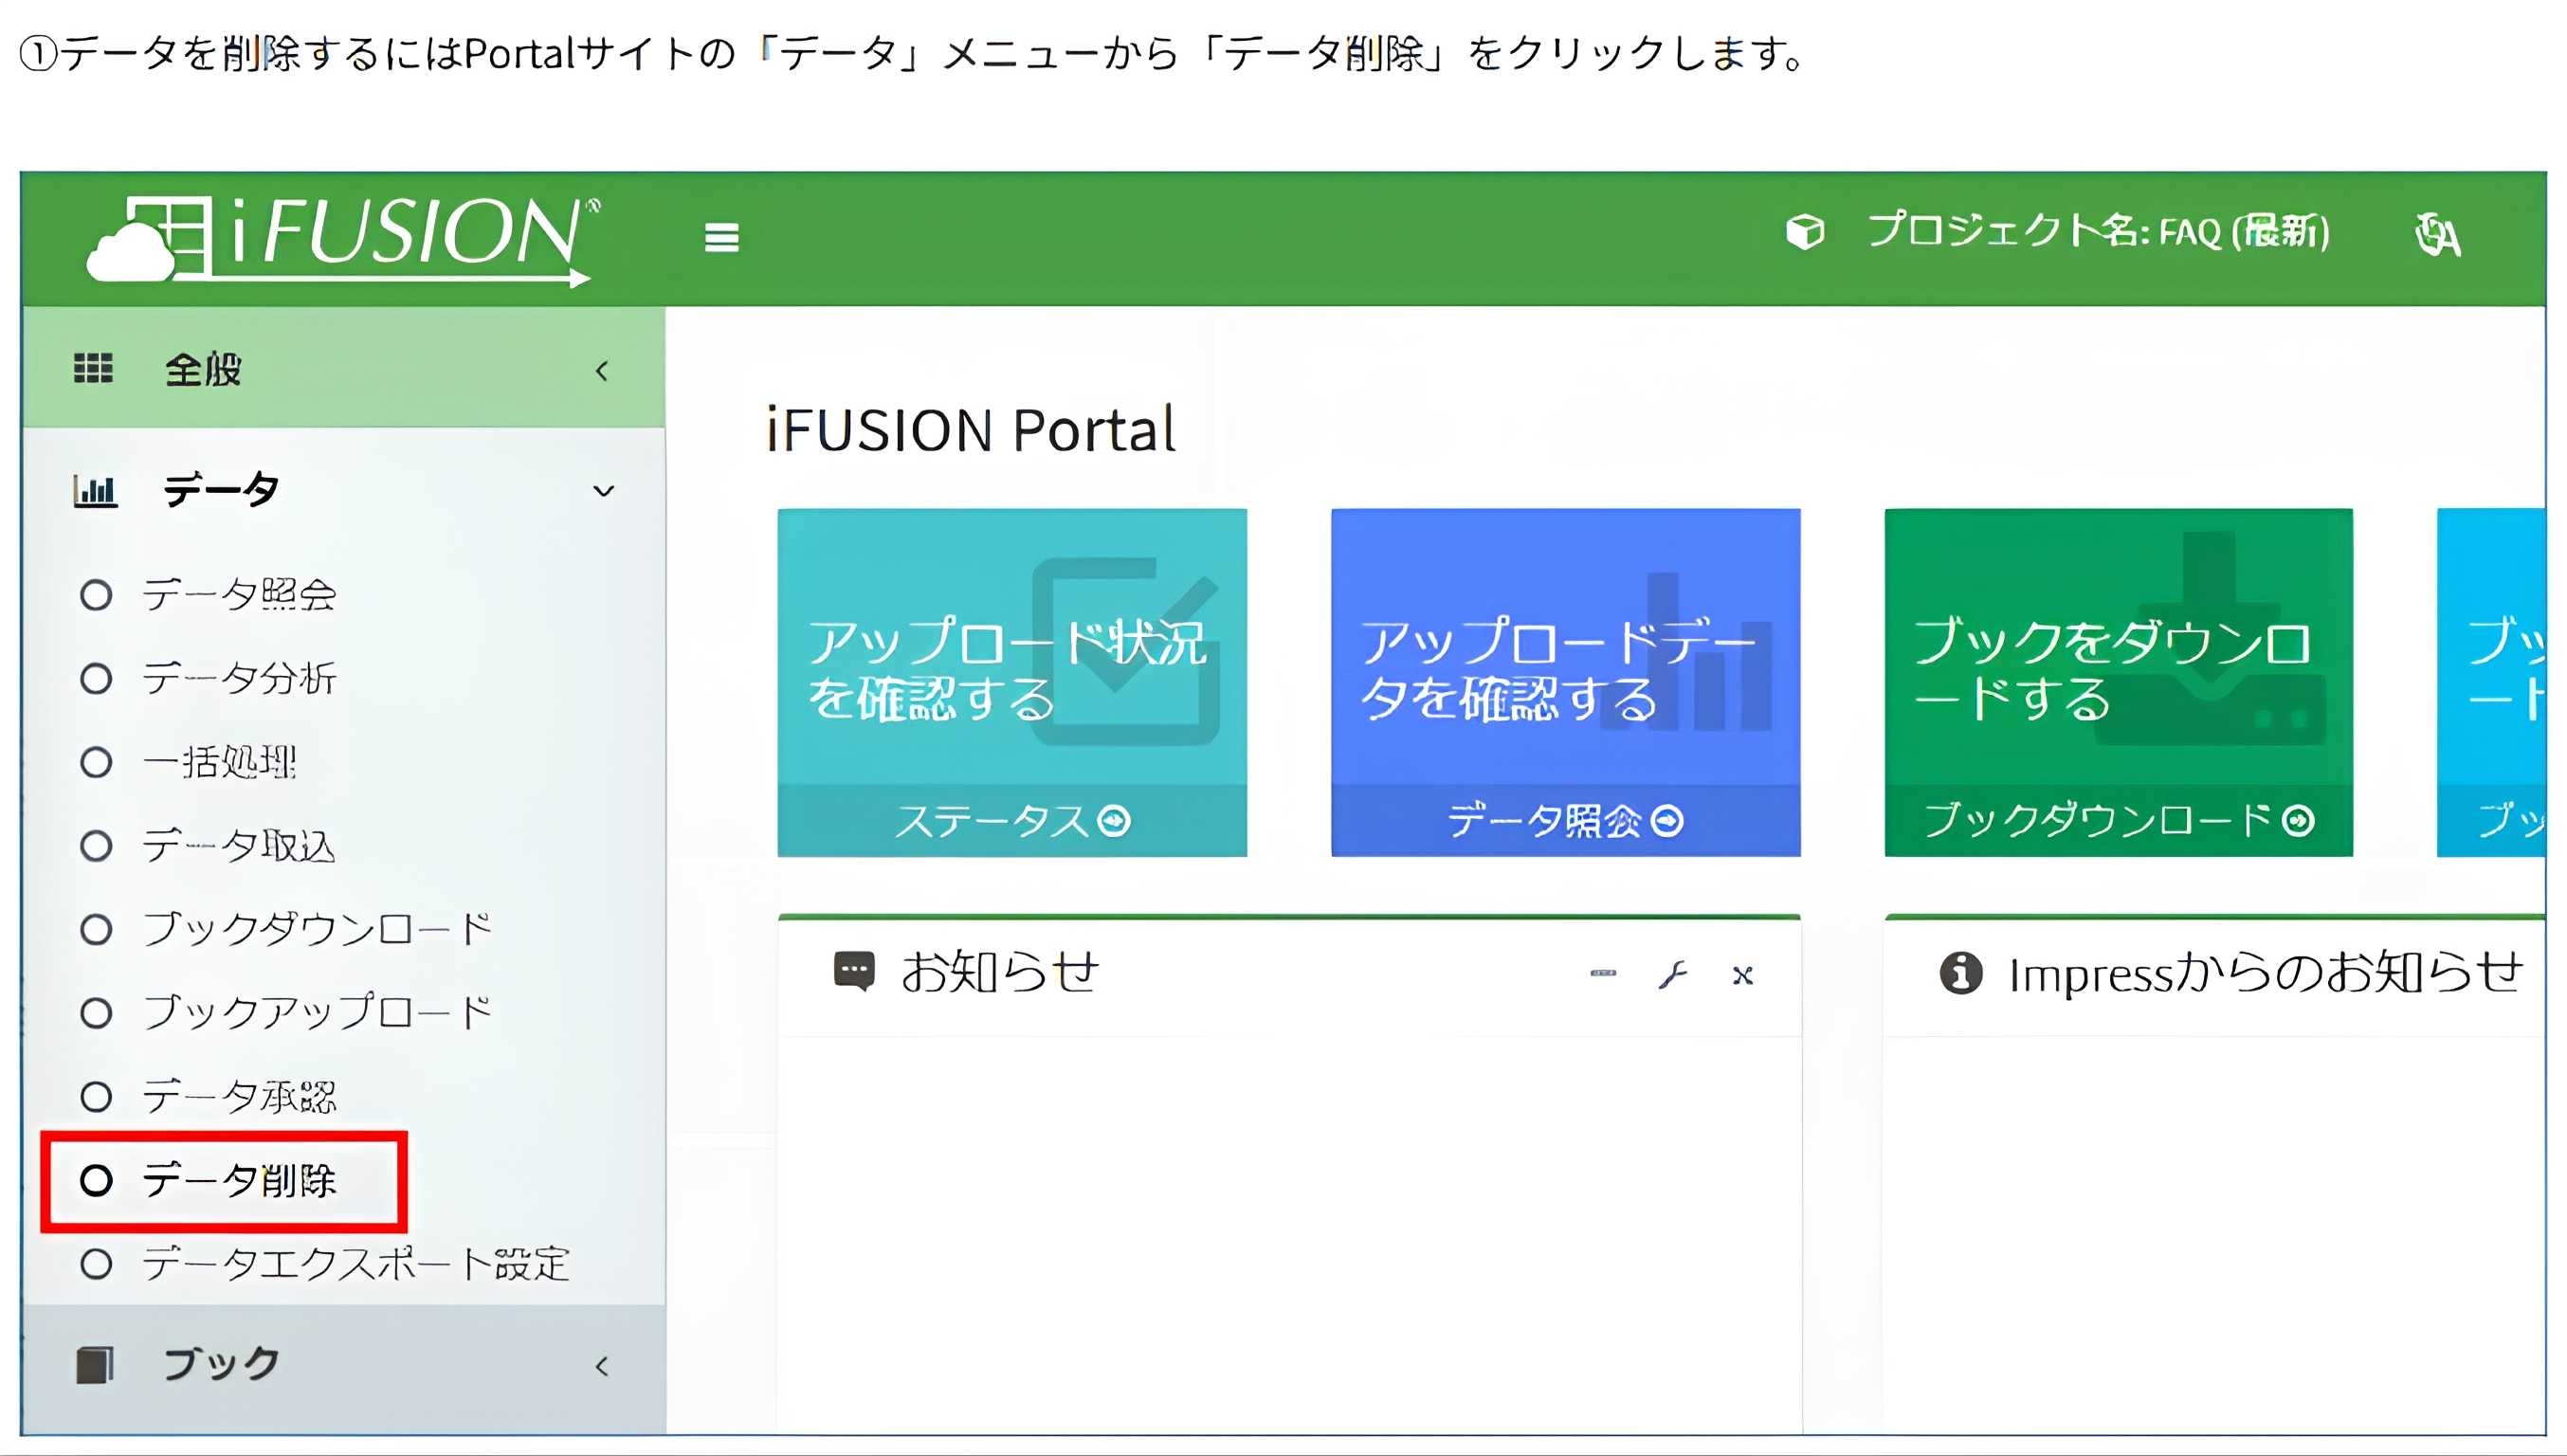 ①データを削除するにはPortalサイトの「データ」メニューから「データ削除」をクリックします。
iFUSION®
プロジェクト名: FAQ (最新)
全般
データ
データ照会
データ分析
一括処理
データ取込
ブックダウンロード
ブックアップロード
データ承認
データ削除
データエクスポート設定
ブック
iFUSION Portal
アップロード状況
を確認する
ステータス
アップロードデー
タを確認する
データ照会
ブックをダウンロ
ードする
ブックダウンロード
ブッ
ート
ブッ
お知らせ
Impressからのお知らせ